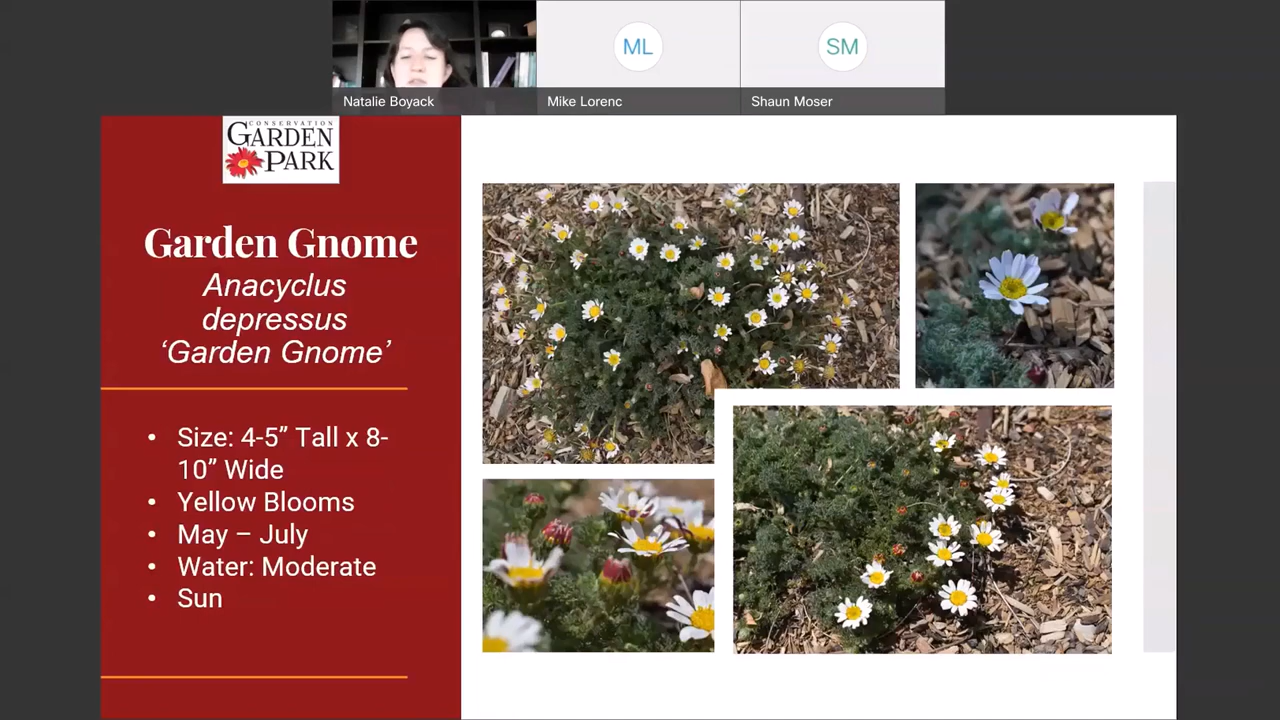 ML
SM
Natalie Boyack
Mike Lorenc
Shaun Moser
CONSERVATION
GARDEN
PARK
Garden Gnome
Anacyclus
depressus
‘Garden Gnome’
• Size: 4-5” Tall x 8-
10” Wide
• Yellow Blooms
• May – July
• Water: Moderate
• Sun